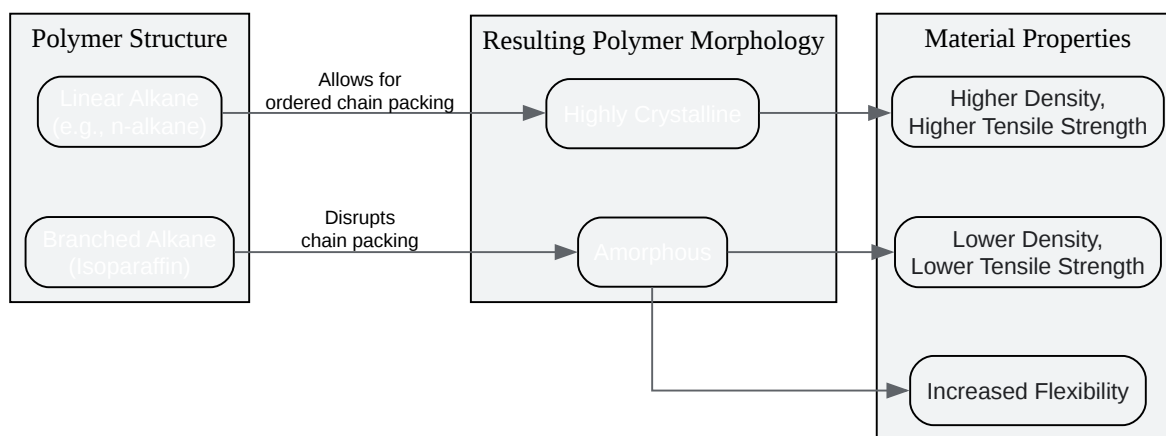 Polymer Structure
Resulting Polymer Morphology
Material Properties
Linear Alkane
(e.g., n-alkane)
Allows for
ordered chain packing
Highly Crystalline
Higher Density,
Higher Tensile Strength
Branched Alkane
(Isoparaffin)
Disrupts
chain packing
Amorphous
Lower Density,
Lower Tensile Strength
Increased Flexibility